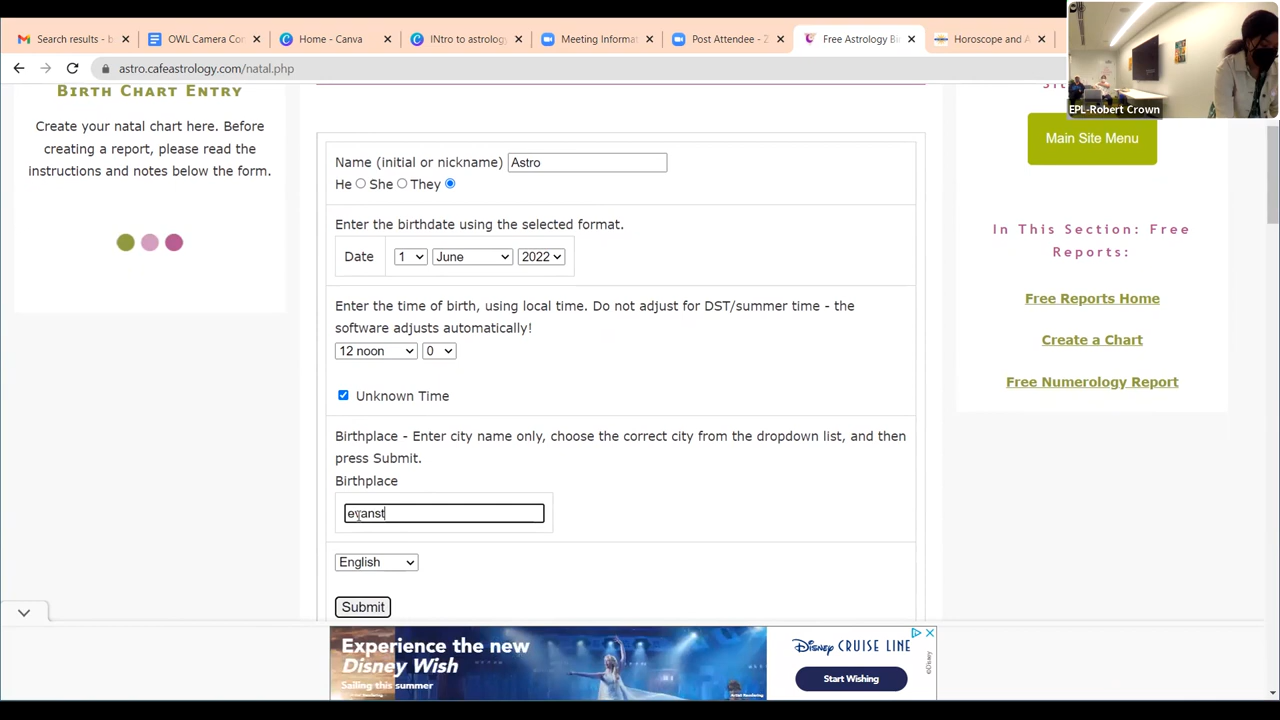 Search results - b
OWL Camera Cor
Home - Canva
INtro to astrology
Meeting Informat
Post Attendee - Z
Free Astrology Bi
Horoscope and A
astro.cafeastrology.com/natal.php
EPL-Robert Crown
BIRTH CHART ENTRY
Create your natal chart here. Before
creating a report, please read the
instructions and notes below the form.
Name (initial or nickname) Astro
He She They
Enter the birthdate using the selected format.
Date 1 June 2022
Enter the time of birth, using local time. Do not adjust for DST/summer time - the
software adjusts automatically!
12 noon 0
Unknown Time
Birthplace - Enter city name only, choose the correct city from the dropdown list, and then
press Submit.
Birthplace
evanst
English
Submit
Main Site Menu
In This Section: Free
Reports:
Free Reports Home
Create a Chart
Free Numerology Report
Experience the new
Disney Wish
Sailing this summer
Disney CRUISE LINE
Start Wishing
©Disney